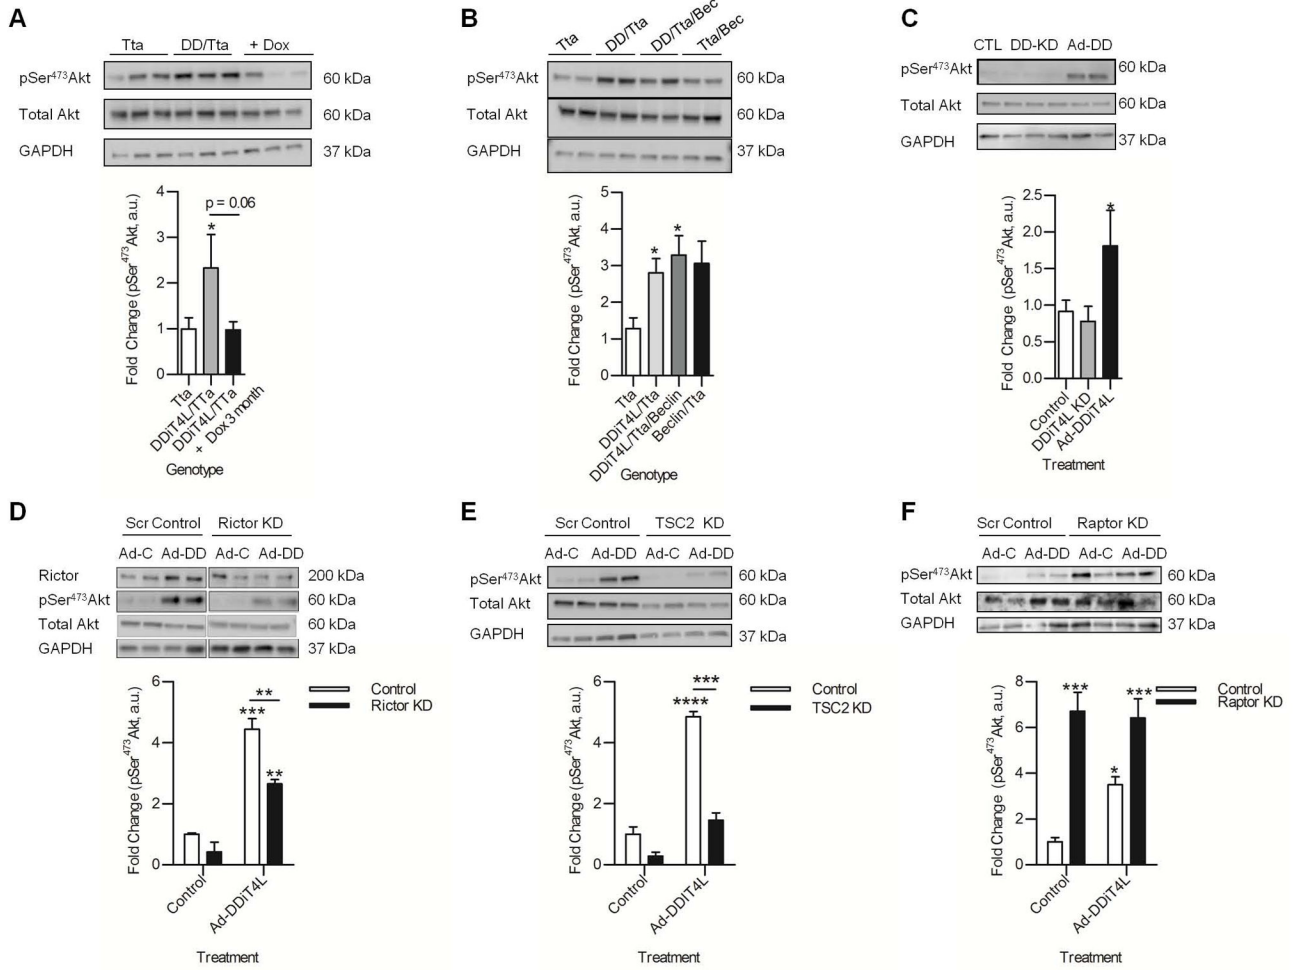 A
Tta DD/Tta + Dox
pSer473Akt 60 kDa
Total Akt 60 kDa
GAPDH 37 kDa
Fold Change (pSer473Akt, a.u.)
4
3
2
1
0
p = 0.06
*
Tta
DDiT4L/TTa
DDiT4L/TTa
+ Dox 3 month
Genotype
B
Tta DD/Tta DD/Tta/Bec Tta/Bec
pSer473Akt 60 kDa
Total Akt 60 kDa
GAPDH 37 kDa
Fold Change (pSer473Akt, a.u.)
5
4
3
2
1
0
* *
Tta
DDiT4L/Tta
DDiT4L/Tta/Beclin
Beclin/Tta
Genotype
C
CTL DD-KD Ad-DD
pSer473Akt 60 kDa
Total Akt 60 kDa
GAPDH 37 kDa
Fold Change (pSer473Akt, a.u.)
2.5
2.0
1.5
1.0
0.5
0.0
*
Control
DDiT4L KD
Ad-DDiT4L
Treatment
D
Scr Control Rictor KD
Ad-C Ad-DD Ad-C Ad-DD
Rictor 200 kDa
pSer473Akt 60 kDa
Total Akt 60 kDa
GAPDH 37 kDa
Fold Change (pSer473Akt, a.u.)
6
4
2
0
**
***
**
Control
Rictor KD
Control
Ad-DDiT4L
Treatment
E
Scr Control TSC2 KD
Ad-C Ad-DD Ad-C Ad-DD
pSer473Akt 60 kDa
Total Akt 60 kDa
GAPDH 37 kDa
Fold Change (pSer473Akt, a.u.)
6
4
2
0
***
****
Control
TSC2 KD
Control
Ad-DDiT4L
Treatment
F
Scr Control Raptor KD
Ad-C Ad-DD Ad-C Ad-DD
pSer473Akt 60 kDa
Total Akt 60 kDa
GAPDH 37 kDa
Fold Change (pSer473Akt, a.u.)
8
6
4
2
0
*** ***
*
Control
Raptor KD
Control
Ad-DDiT4L
Treatment